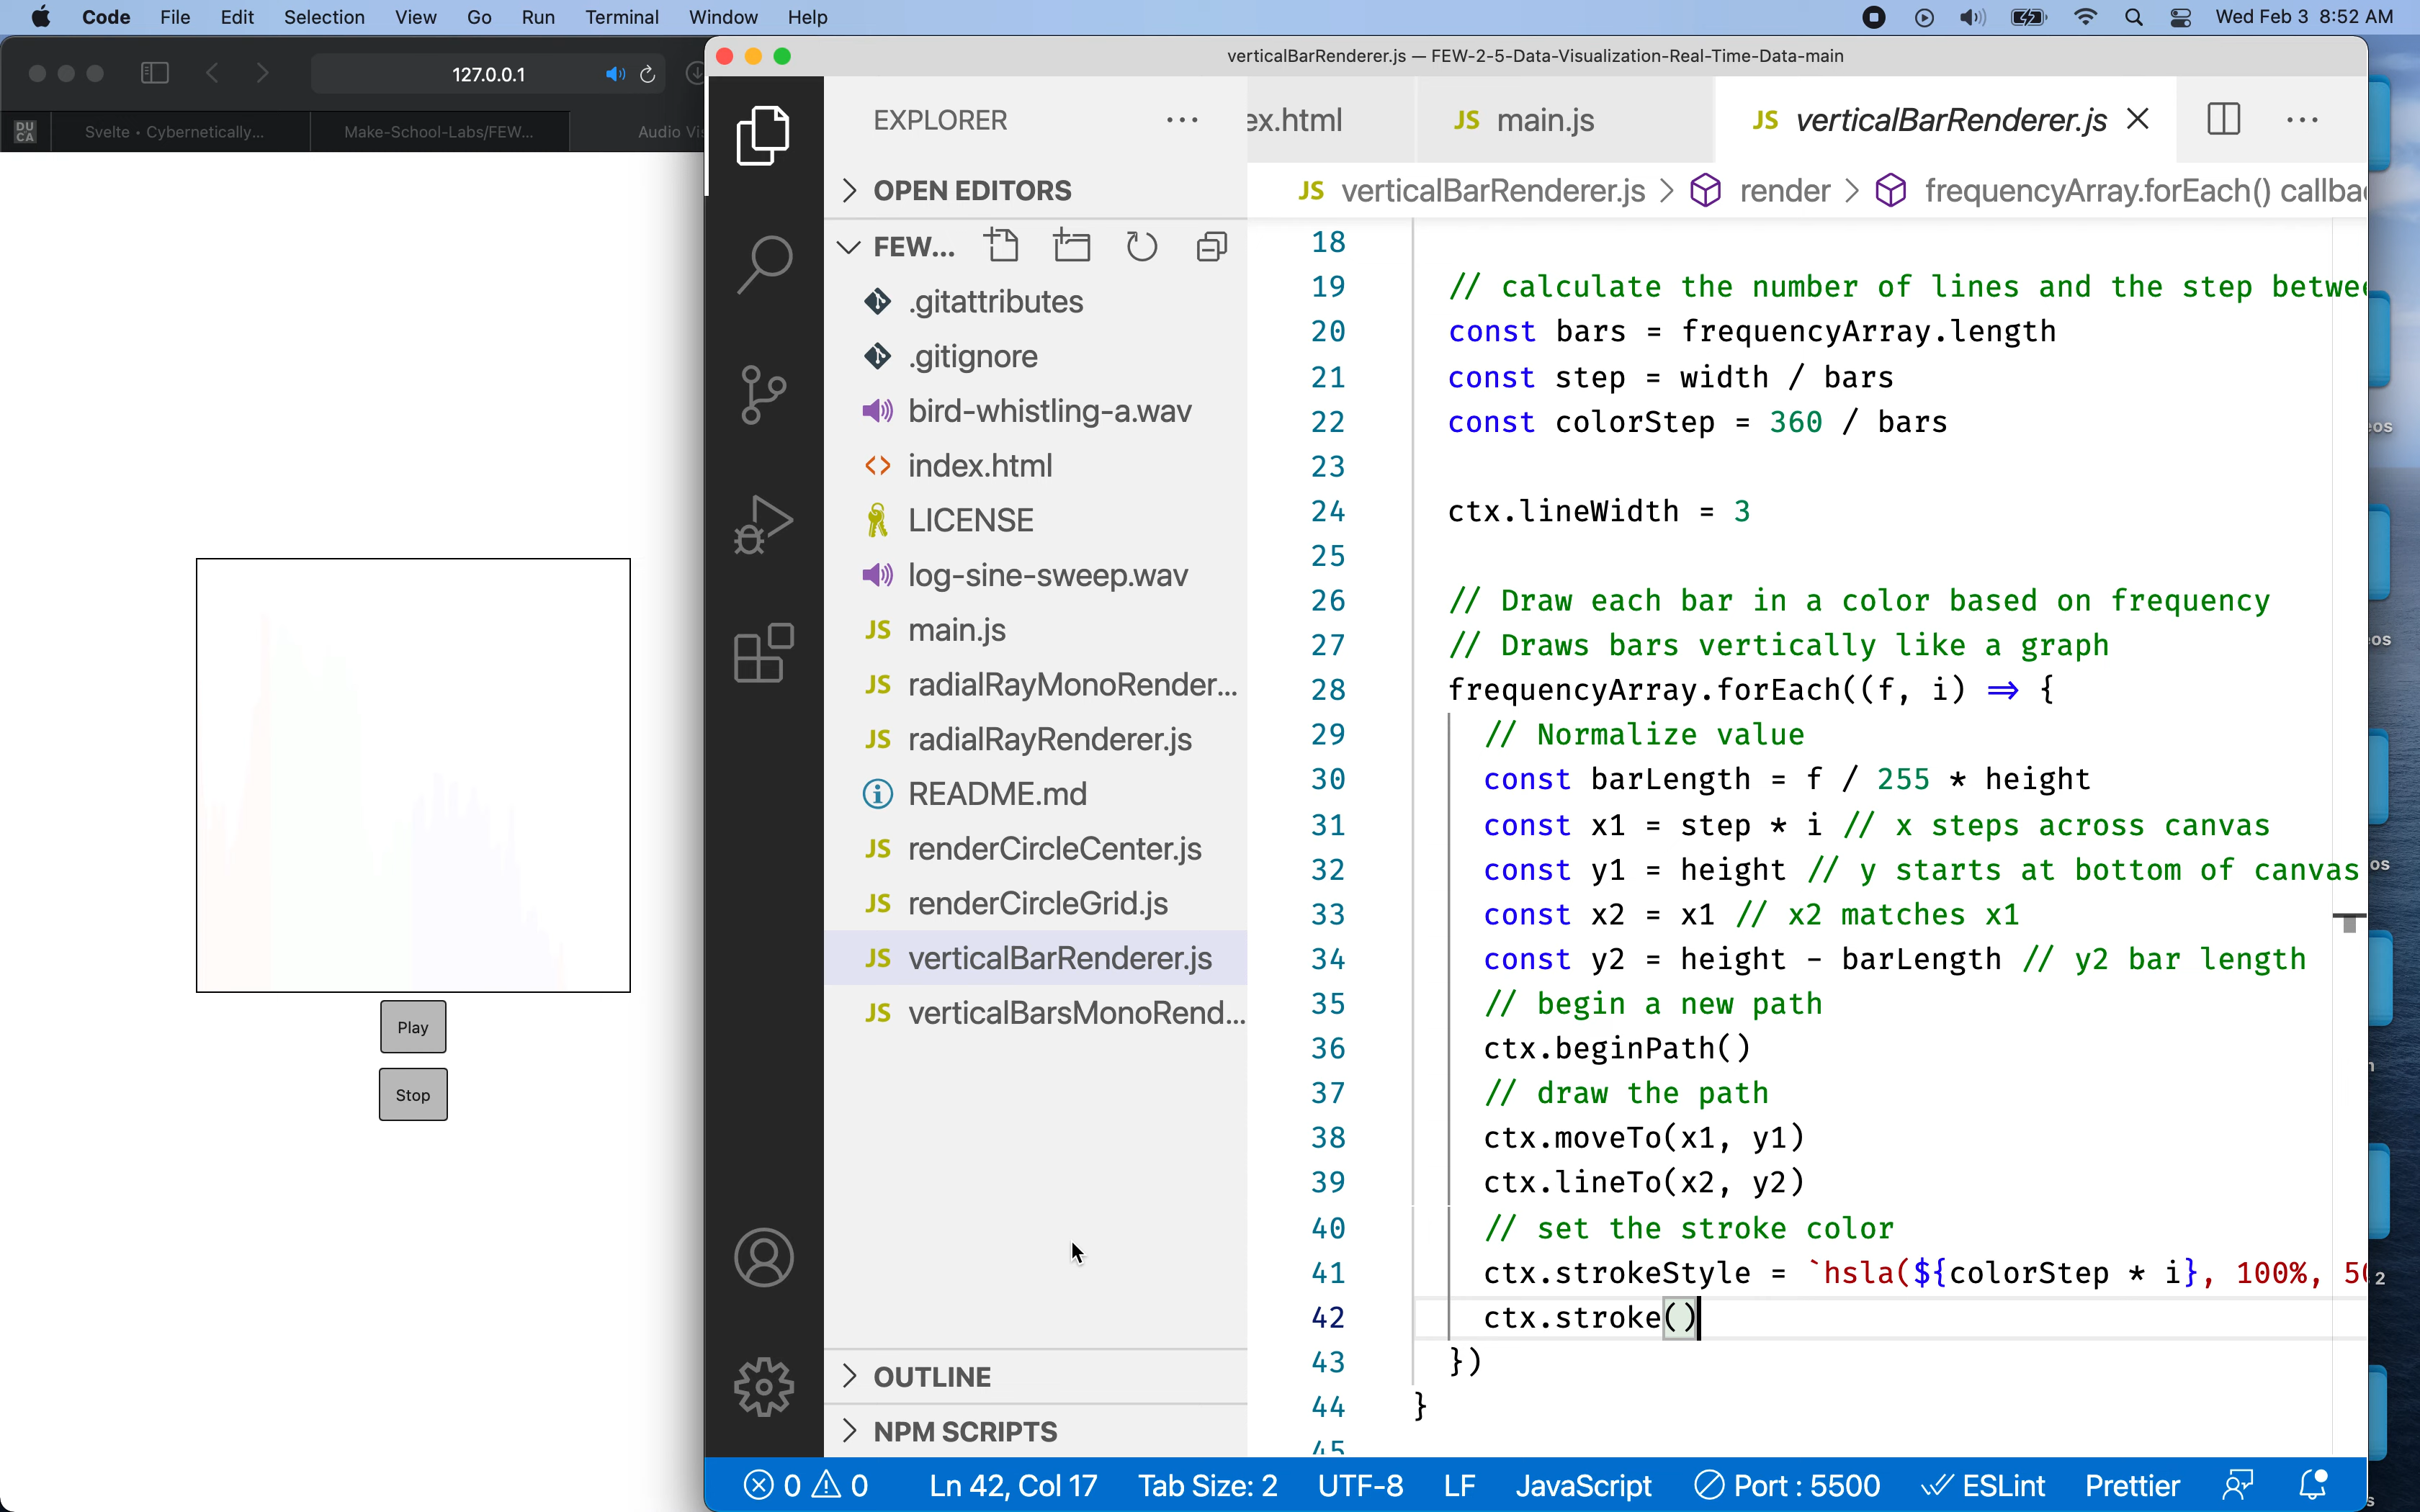 Code File Edit Selection View Go Run Terminal Window Help Wed Feb 3 8:52 AM
127.0.0.1
DU
CA
Svelte • Cybernetically...
Make-School-Labs/FEW...
Audio Vi
Play
Stop
verticalBarRenderer.js — FEW-2-5-Data-Visualization-Real-Time-Data-main
EXPLORER
OPEN EDITORS
FEW...
.gitattributes
.gitignore
bird-whistling-a.wav
index.html
LICENSE
log-sine-sweep.wav
JS main.js
JS radialRayMonoRender...
JS radialRayRenderer.js
README.md
JS renderCircleCenter.js
JS renderCircleGrid.js
JS verticalBarRenderer.js
JS verticalBarsMonoRend...
OUTLINE
NPM SCRIPTS
ex.html JS main.js JS verticalBarRenderer.js
JS verticalBarRenderer.js > render > frequencyArray.forEach() callba
18
19 // calculate the number of lines and the step betwe
20 const bars = frequencyArray.length
21 const step = width / bars
22 const colorStep = 360 / bars
23
24 ctx.lineWidth = 3
25
26 // Draw each bar in a color based on frequency
27 // Draws bars vertically like a graph
28 frequencyArray.forEach((f, i) => {
29 // Normalize value
30 const barLength = f / 255 * height
31 const x1 = step * i // x steps across canvas
32 const y1 = height // y starts at bottom of canvas
33 const x2 = x1 // x2 matches x1
34 const y2 = height - barLength // y2 bar length
35 // begin a new path
36 ctx.beginPath()
37 // draw the path
38 ctx.moveTo(x1, y1)
39 ctx.lineTo(x2, y2)
40 // set the stroke color
41 ctx.strokeStyle = `hsla(${colorStep * i}, 100%, 5
42 ctx.stroke()
43 })
44 }
45
0 0 Ln 42, Col 17 Tab Size: 2 UTF-8 LF JavaScript Port : 5500 ESLint Prettier
eos
os
os
2